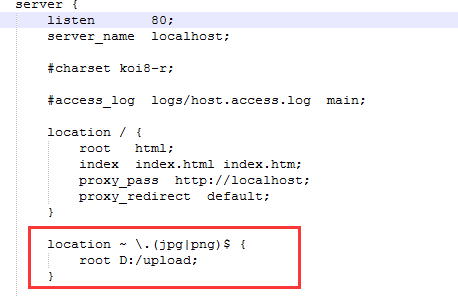 server {
listen 80;
server_name localhost;
#charset koi8-r;
#access_log logs/host.access.log main;
location / {
root html;
index index.html index.htm;
proxy_pass http://localhost;
proxy_redirect default;
}
location ~ \.(jpg|png)$ {
root D:/upload;
}